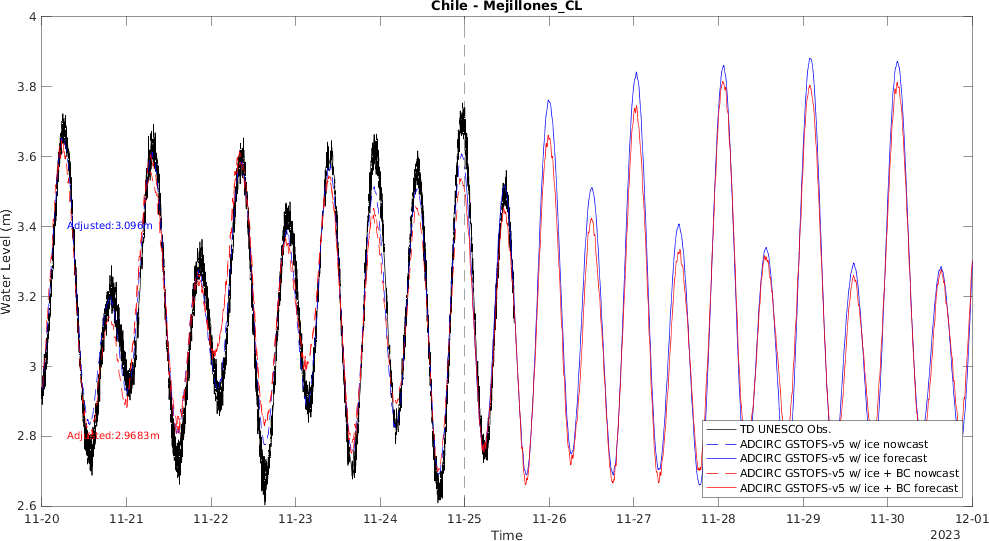 Chile - Mejillones_CL
4
3.8
3.6
3.4
3.2
3
2.8
2.6
Water Level (m)
Adjusted:3.096m
Adjusted:2.9683m
TD UNESCO Obs.
ADCIRC GSTOFS-v5 w/ ice nowcast
ADCIRC GSTOFS-v5 w/ ice forecast
ADCIRC GSTOFS-v5 w/ ice + BC nowcast
ADCIRC GSTOFS-v5 w/ ice + BC forecast
11-20 11-21 11-22 11-23 11-24 11-25 11-26 11-27 11-28 11-29 11-30 12-01
Time
2023